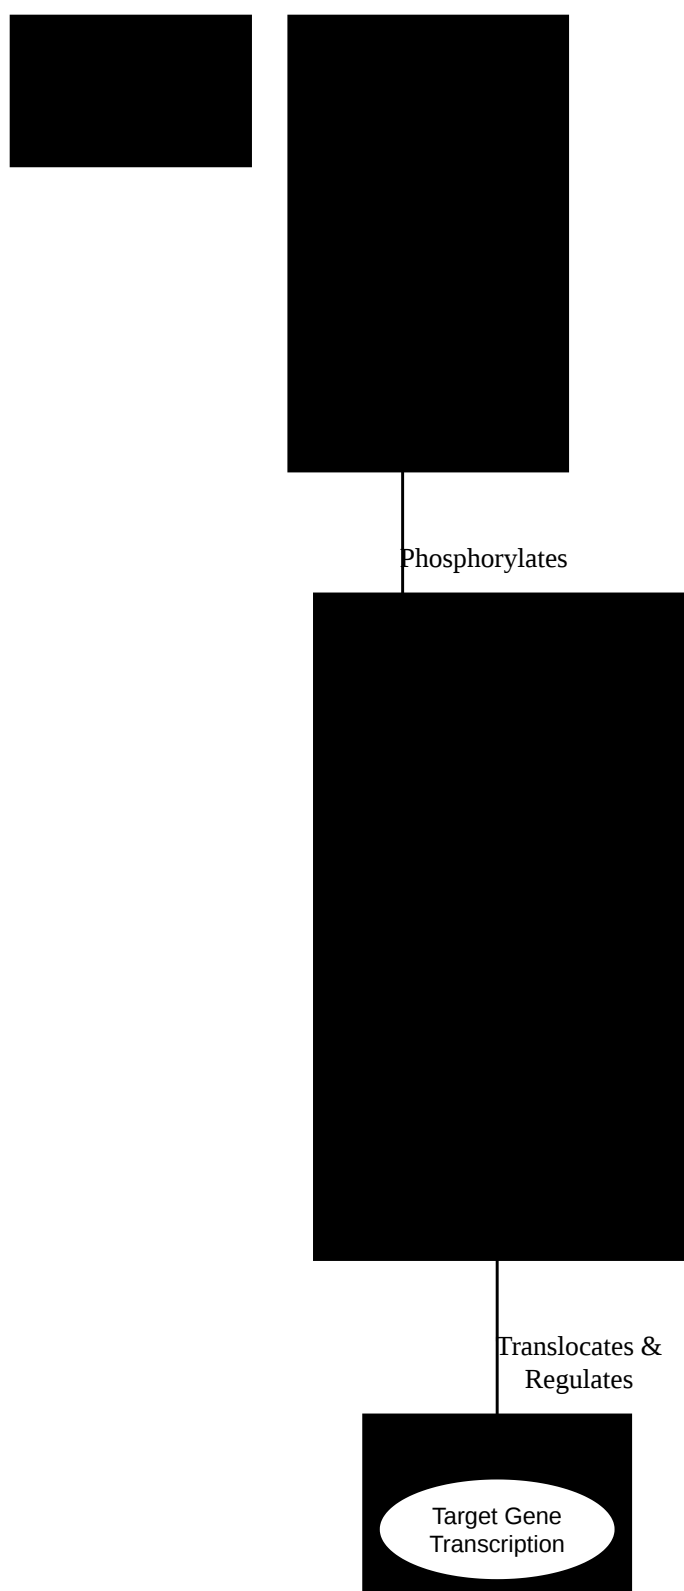 Phosphorylates
Translocates &
Regulates
Target Gene
Transcription